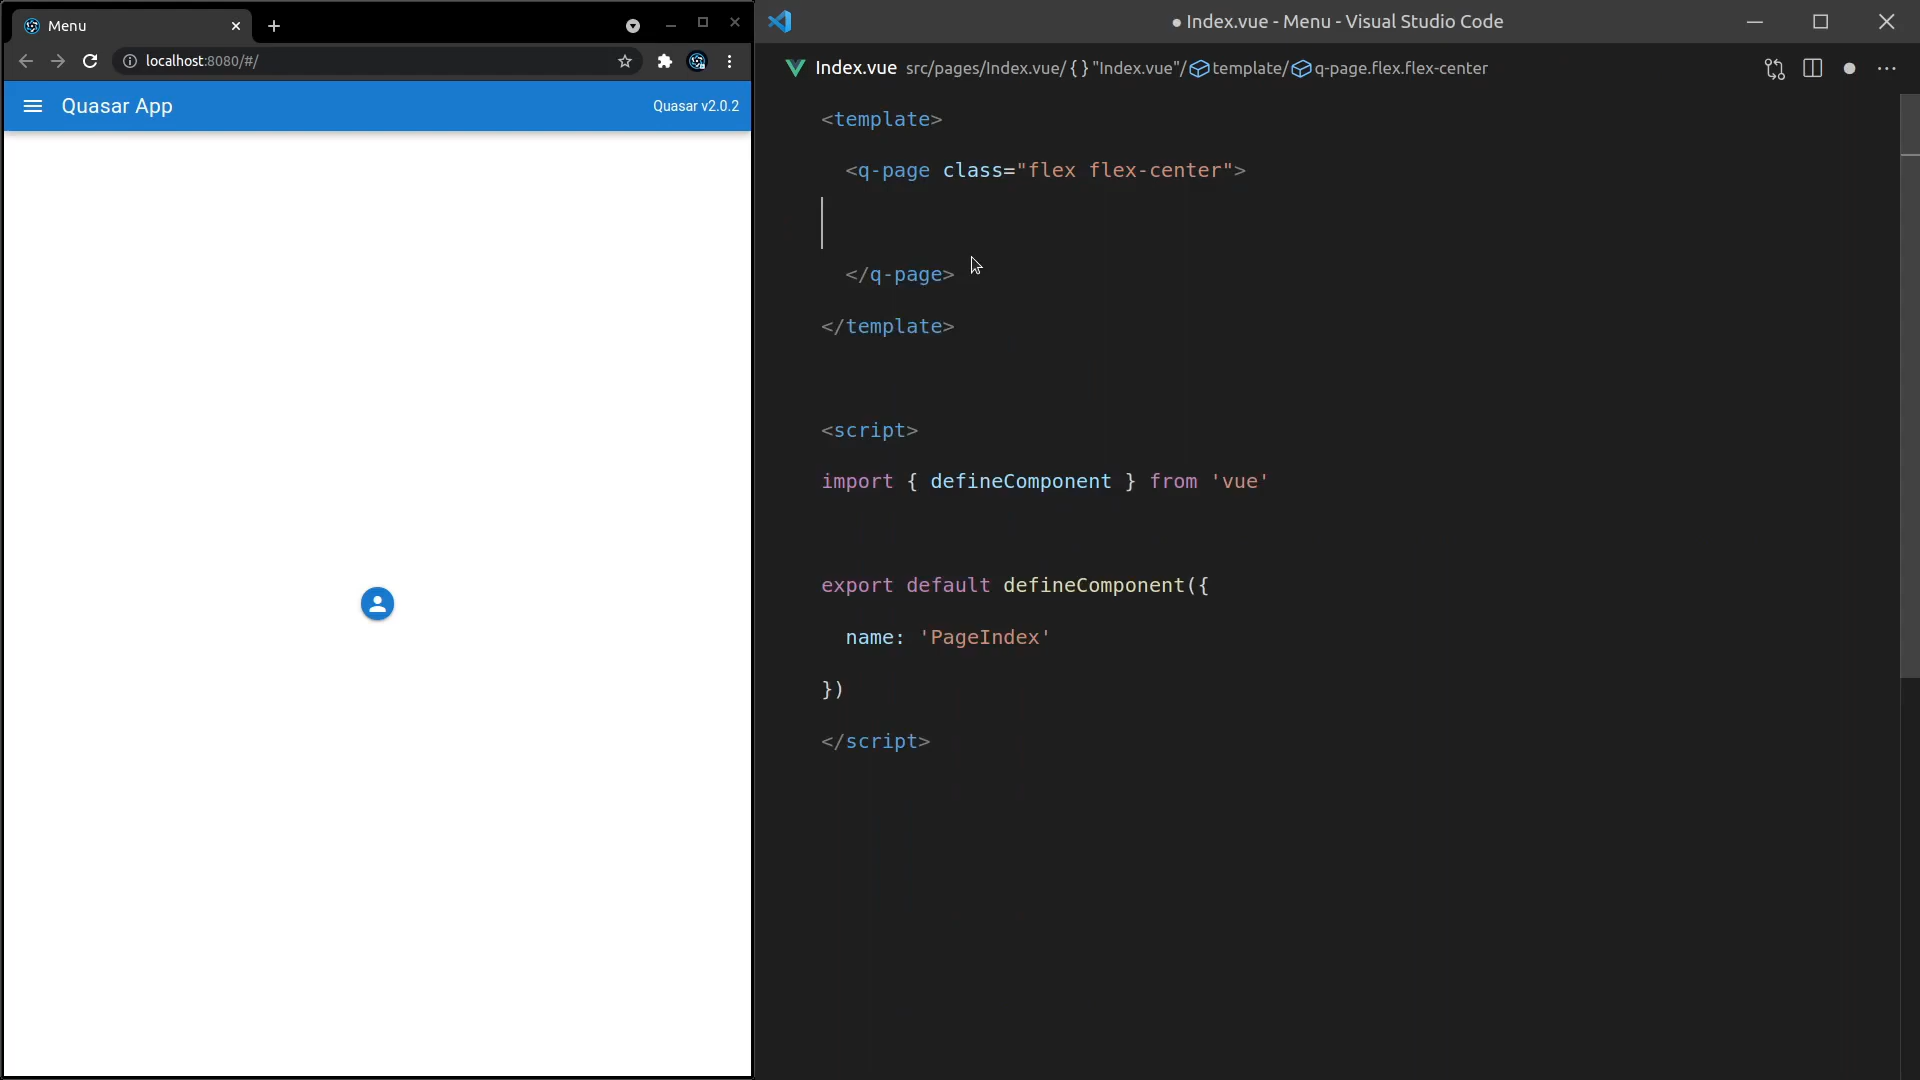 Menu
localhost:8080/#/
Quasar App
Quasar v2.0.2
Index.vue - Menu - Visual Studio Code
Index.vue src/pages/Index.vue/ {} "Index.vue"/ template/ q-page.flex.flex-center
<template>
<q-page class="flex flex-center">
</q-page>
</template>
<script>
import { defineComponent } from 'vue'
export default defineComponent({
name: 'PageIndex'
})
</script>